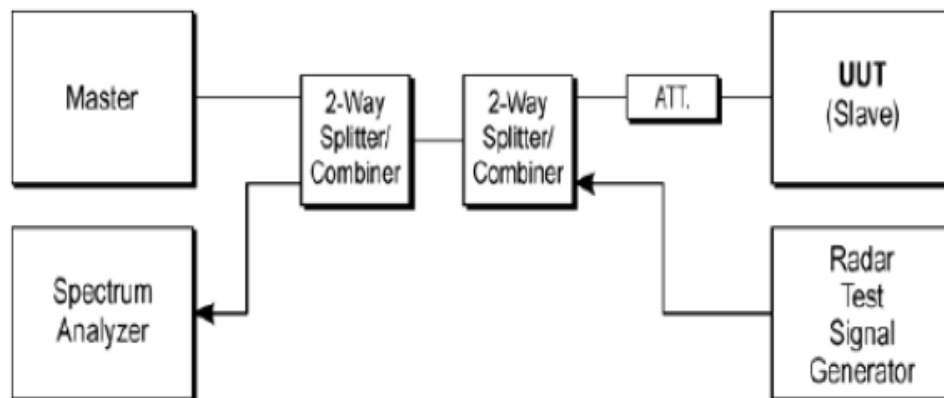 Master
2-Way
Splitter/
Combiner
2-Way
Splitter/
Combiner
ATT.
UUT
(Slave)
Spectrum
Analyzer
Radar
Test
Signal
Generator